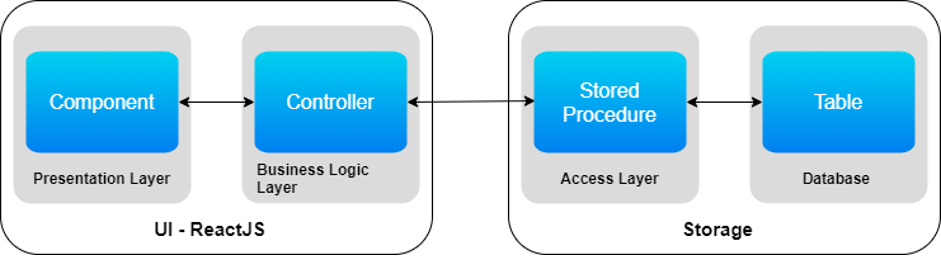 Component
Controller
Stored
Procedure
Table
Presentation Layer
Business Logic
Layer
Access Layer
Database
UI - ReactJS
Storage